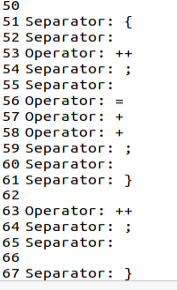 50
51 Separator: {
52 Separator:
53 Operator: ++
54 Separator: ;
55 Separator:
56 Operator: =
57 Operator: +
58 Operator: +
59 Separator: ;
60 Separator:
61 Separator: }
62
63 Operator: ++
64 Separator: ;
65 Separator:
66
67 Separator: }